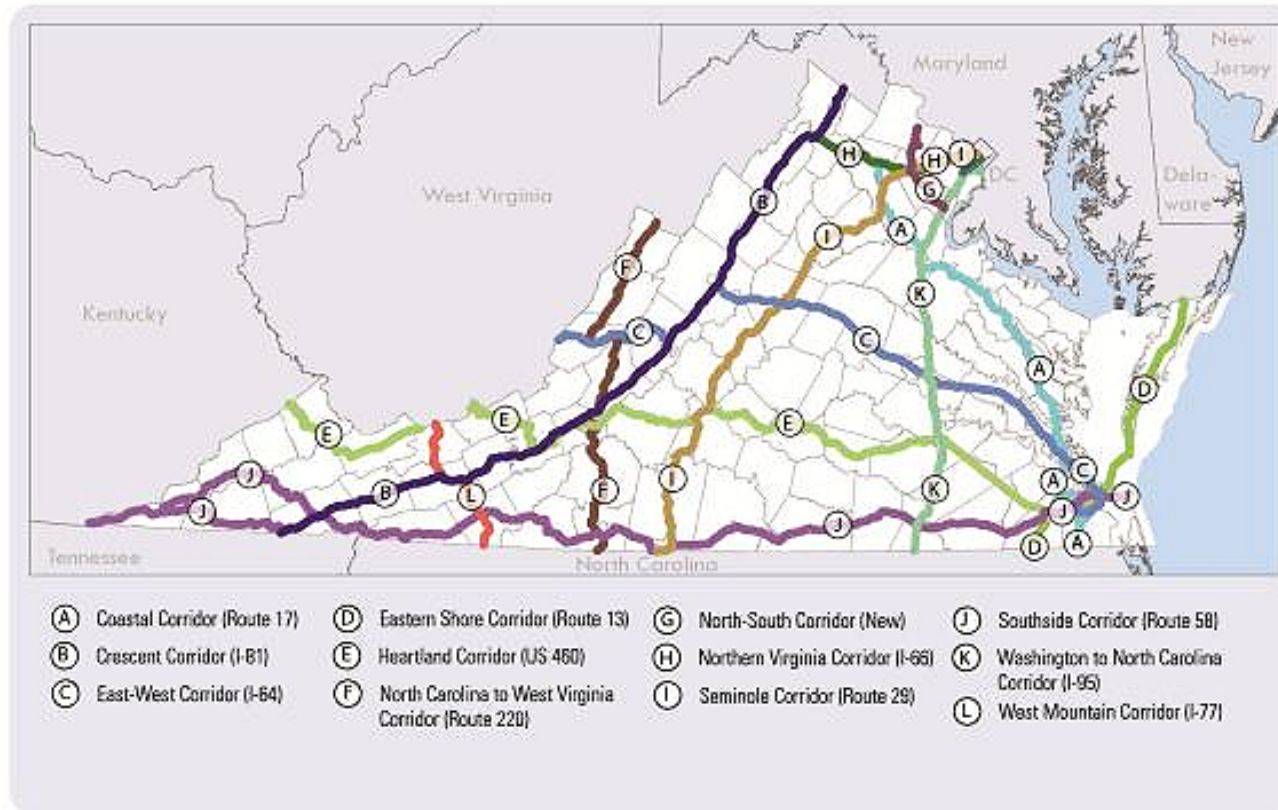 New
Jersey
Maryland
H
H
I
DC
Dela-
ware
West Virginia
B
G
I
A
F
K
Kentucky
C
C
A
D
E
E
E
J
B
L
F
I
K
C
A
J
J
J
J
D
A
Tennessee
North Carolina
A Coastal Corridor (Route 17)
B Crescent Corridor (I-81)
C East-West Corridor (I-64)
D Eastern Shore Corridor (Route 13)
E Heartland Corridor (US 460)
F North Carolina to West Virginia
Corridor (Route 220)
G North-South Corridor (New)
H Northern Virginia Corridor (I-66)
I Seminole Corridor (Route 29)
J Southside Corridor (Route 58)
K Washington to North Carolina
Corridor (I-95)
L West Mountain Corridor (I-77)